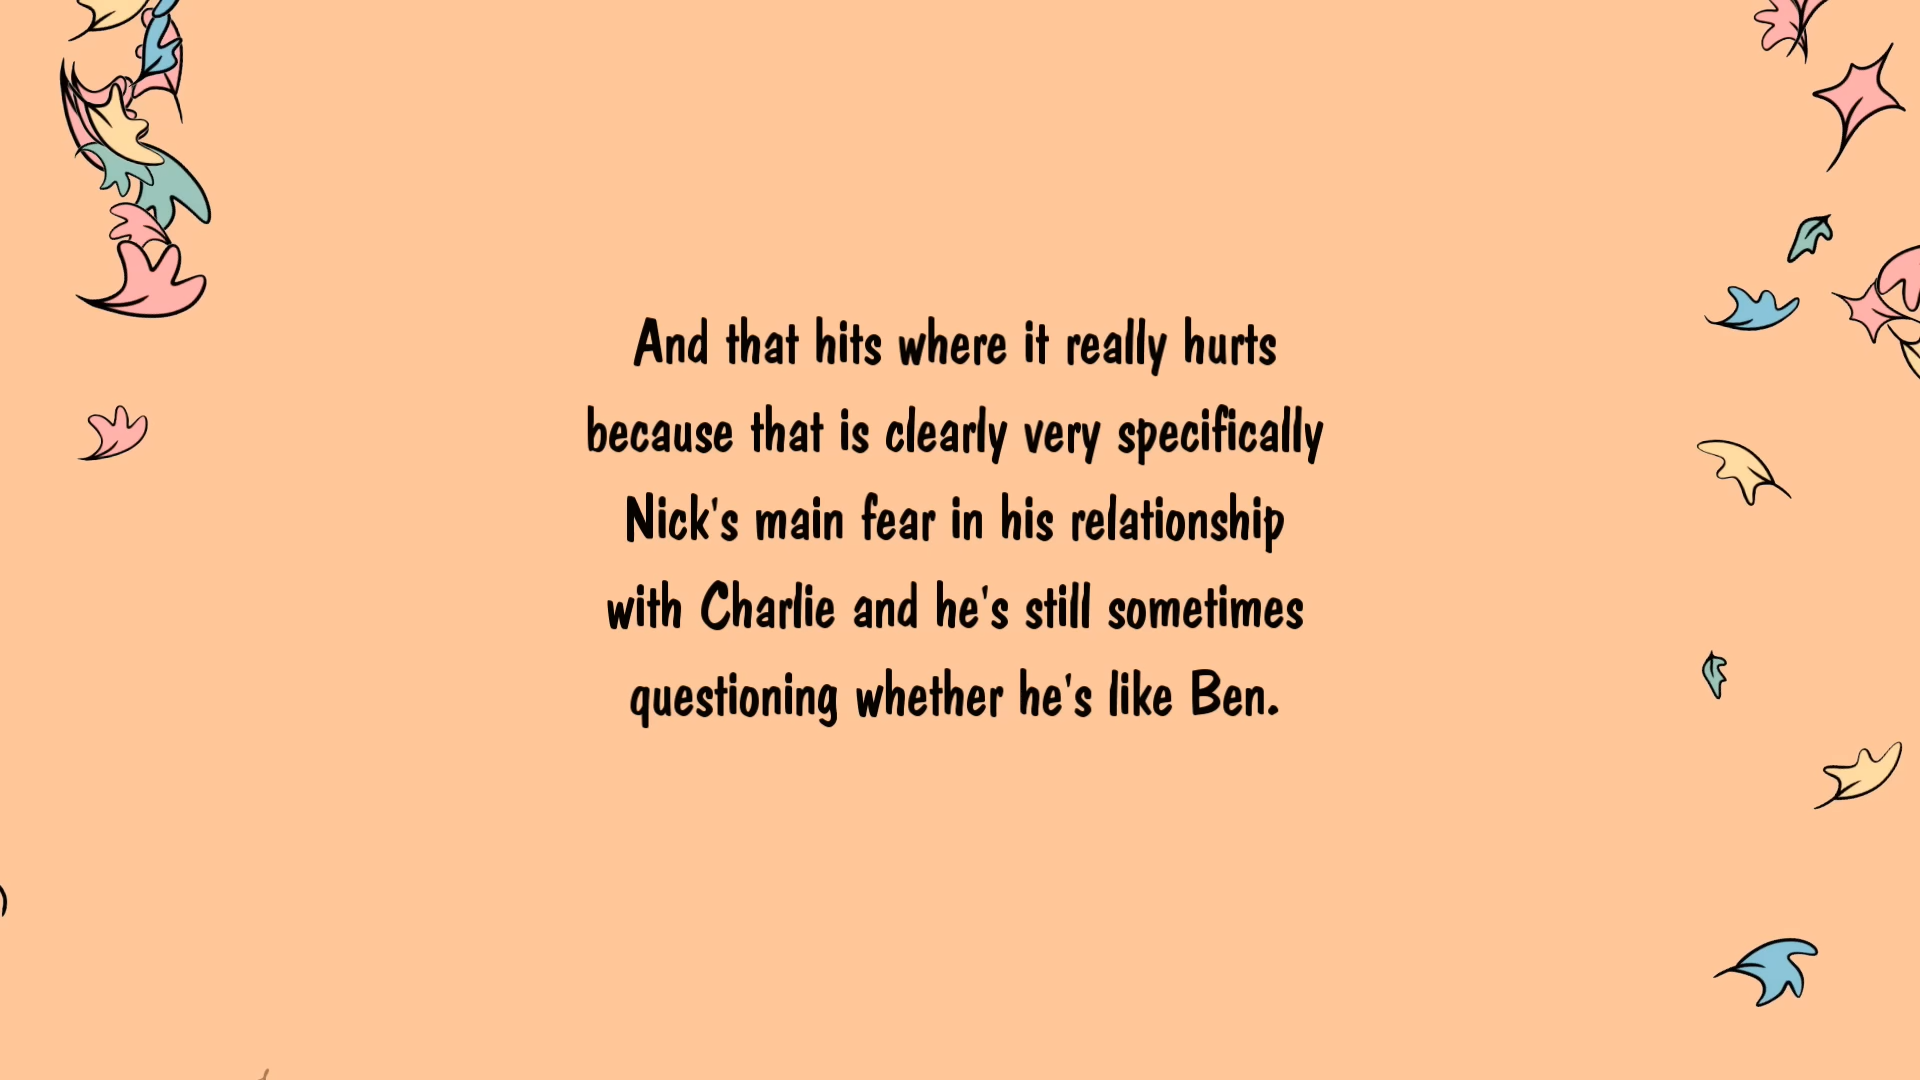 And that hits where it really hurts
because that is clearly very specifically
Nick's main fear in his relationship
with Charlie and he's still sometimes
questioning whether he's like Ben.